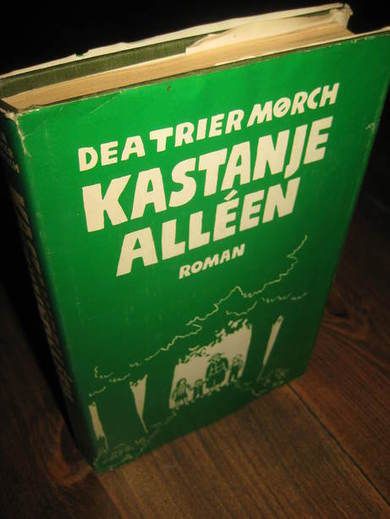 DEA TRIER MØRCH
KASTANJE
ALLÉEN
ROMAN